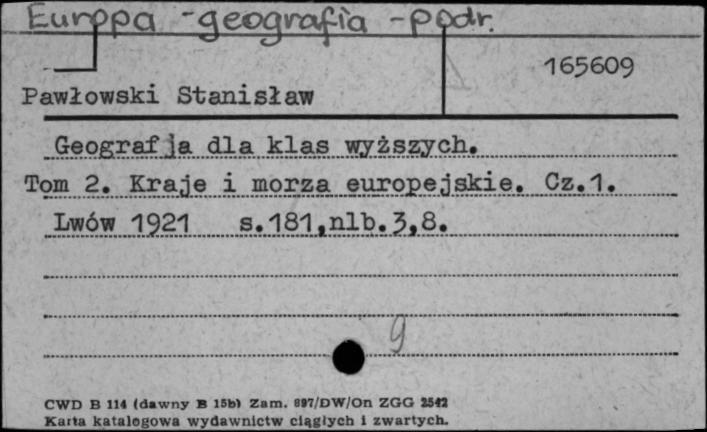 Europa - geografia - podr.
165609
Pawłowski Stanisław
Geografja dla klas wyższych.
Tom 2. Kraje i morza europejskie. Cz.1.
Lwów 1921 s.181,nlb.3,8.
9
CWD B 114 (dawny B 15b) Zam. 897/DW/On ZGG 2542
Karta katalogowa wydawnictw ciągłych i zwartych.